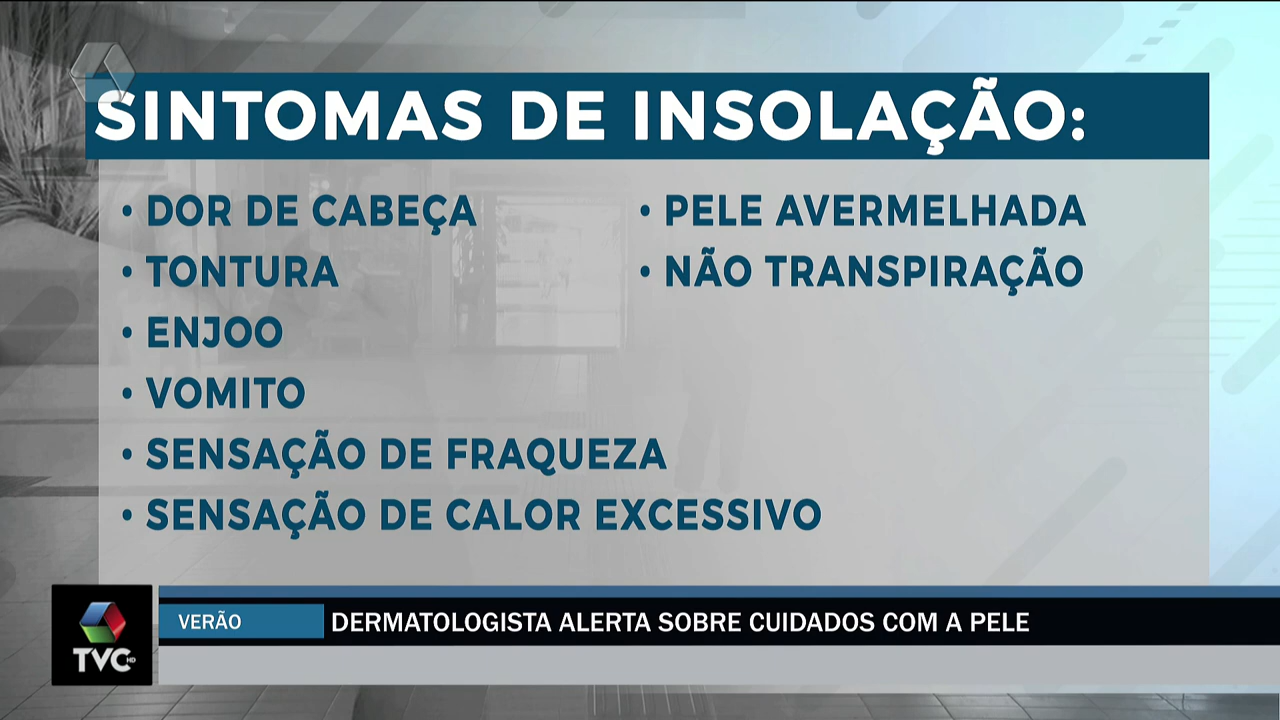 SINTOMAS DE INSOLAÇÃO:
• DOR DE CABEÇA
• TONTURA
• ENJOO
• VOMITO
• SENSAÇÃO DE FRAQUEZA
• SENSAÇÃO DE CALOR EXCESSIVO
• PELE AVERMELHADA
• NÃO TRANSPIRAÇÃO
VERÃO
DERMATOLOGISTA ALERTA SOBRE CUIDADOS COM A PELE
TVC HD